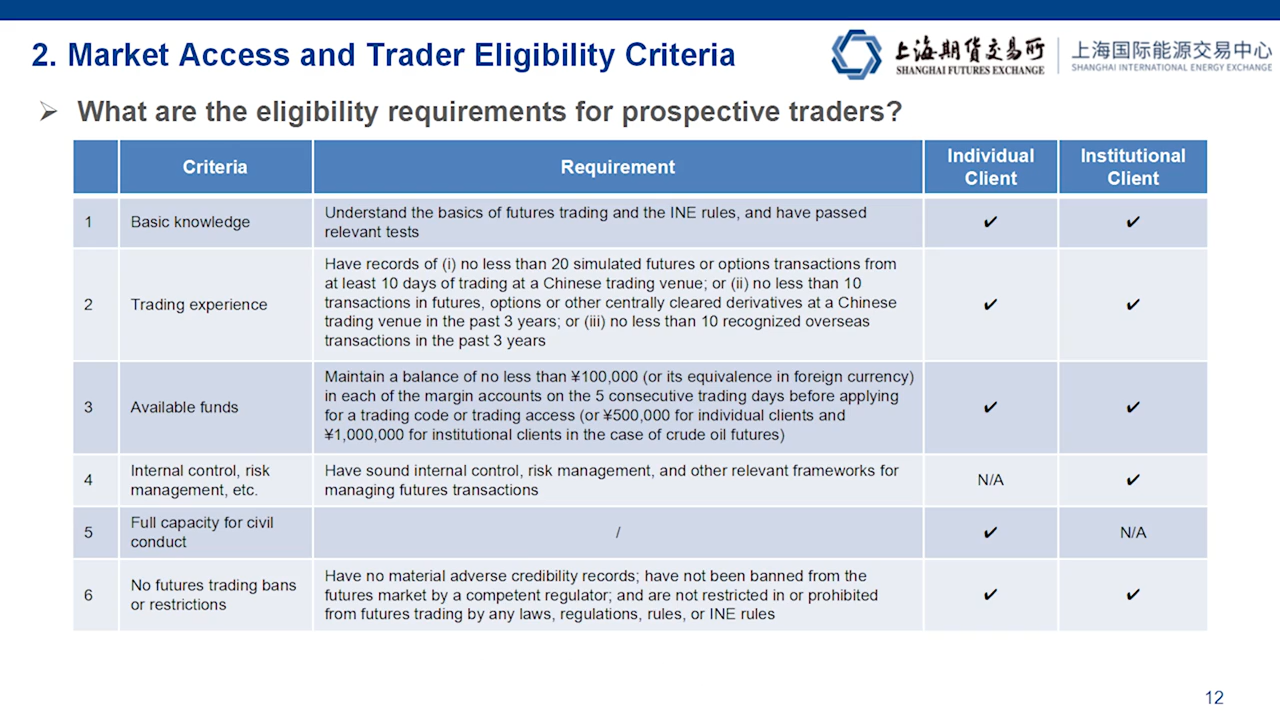 2. Market Access and Trader Eligibility Criteria
上海期货交易所
SHANGHAI FUTURES EXCHANGE
上海国际能源交易中心
SHANGHAI INTERNATIONAL ENERGY EXCHANGE
➢ What are the eligibility requirements for prospective traders?
Criteria
Requirement
Individual
Client
Institutional
Client
1
Basic knowledge
Understand the basics of futures trading and the INE rules, and have passed
relevant tests
✔
✔
2
Trading experience
Have records of (i) no less than 20 simulated futures or options transactions from
at least 10 days of trading at a Chinese trading venue; or (ii) no less than 10
transactions in futures, options or other centrally cleared derivatives at a Chinese
trading venue in the past 3 years; or (iii) no less than 10 recognized overseas
transactions in the past 3 years
✔
✔
3
Available funds
Maintain a balance of no less than ¥100,000 (or its equivalence in foreign currency)
in each of the margin accounts on the 5 consecutive trading days before applying
for a trading code or trading access (or ¥500,000 for individual clients and
¥1,000,000 for institutional clients in the case of crude oil futures)
✔
✔
4
Internal control, risk
management, etc.
Have sound internal control, risk management, and other relevant frameworks for
managing futures transactions
N/A
✔
5
Full capacity for civil
conduct
/
✔
N/A
6
No futures trading bans
or restrictions
Have no material adverse credibility records; have not been banned from the
futures market by a competent regulator; and are not restricted in or prohibited
from futures trading by any laws, regulations, rules, or INE rules
✔
✔
12